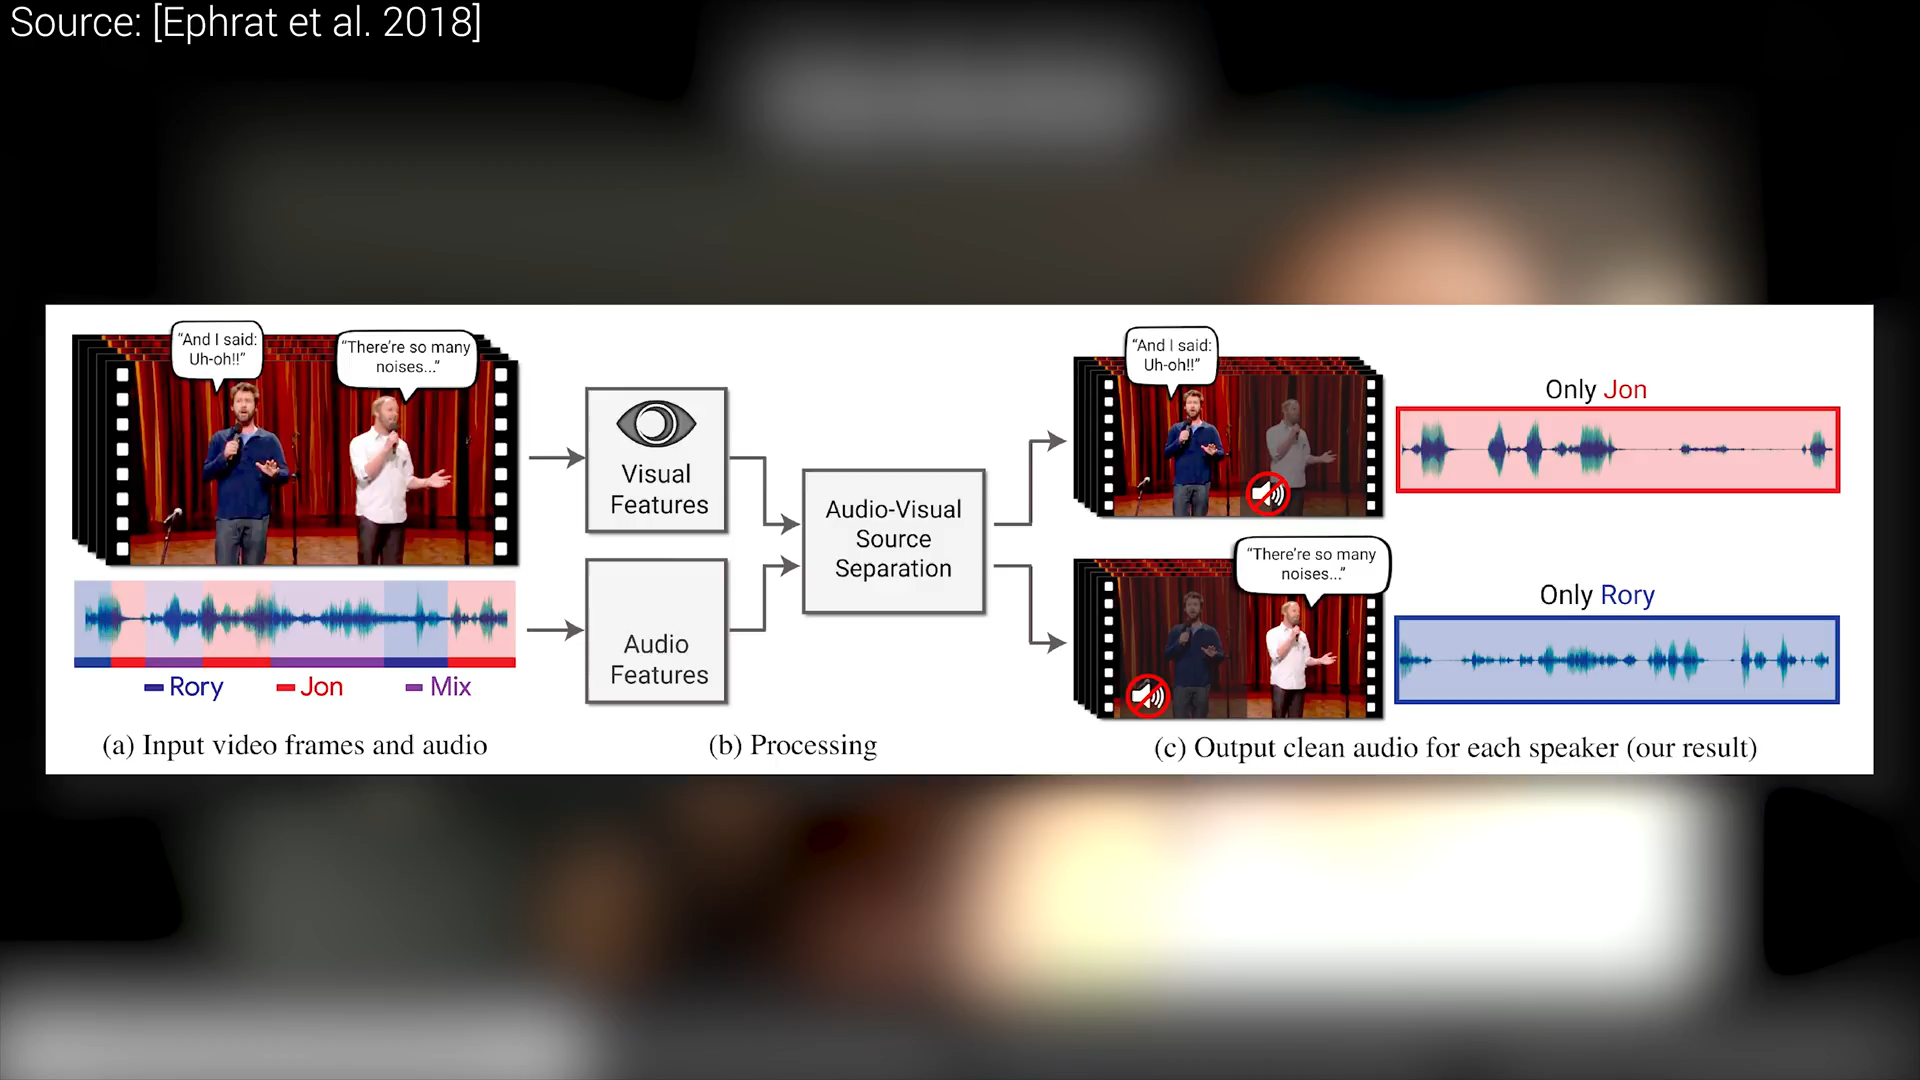 Source: [Ephrat et al. 2018]
“And I said:
Uh-oh!!”
“There’re so many
noises...”
Rory
Jon
Mix
(a) Input video frames and audio
Visual
Features
Audio
Features
Audio-Visual
Source
Separation
(b) Processing
“And I said:
Uh-oh!!”
Only Jon
“There’re so many
noises...”
Only Rory
(c) Output clean audio for each speaker (our result)